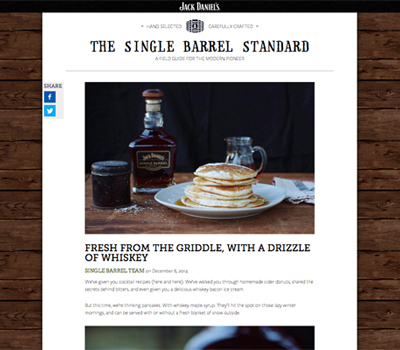 JACK DANIEL'S
HAND SELECTED CAREFULLY CRAFTED
THE SINGLE BARREL STANDARD
A FIELD GUIDE FOR THE MODERN PIONEER
SHARE
JACK DANIEL'S
SINGLE BARREL
FRESH FROM THE GRIDDLE, WITH A DRIZZLE
OF WHISKEY
SINGLE BARREL TEAM on December 6, 2014
We've given you cocktail recipes (here and here). We've walked you through homemade cider donuts, shared the
secrets behind bitters, and even given you a delicious whiskey bacon ice cream.
But this time, we're thinking pancakes. With whiskey maple syrup. They'll hit the spot on those lazy winter
mornings, and can be served with or without a fresh blanket of snow outside.